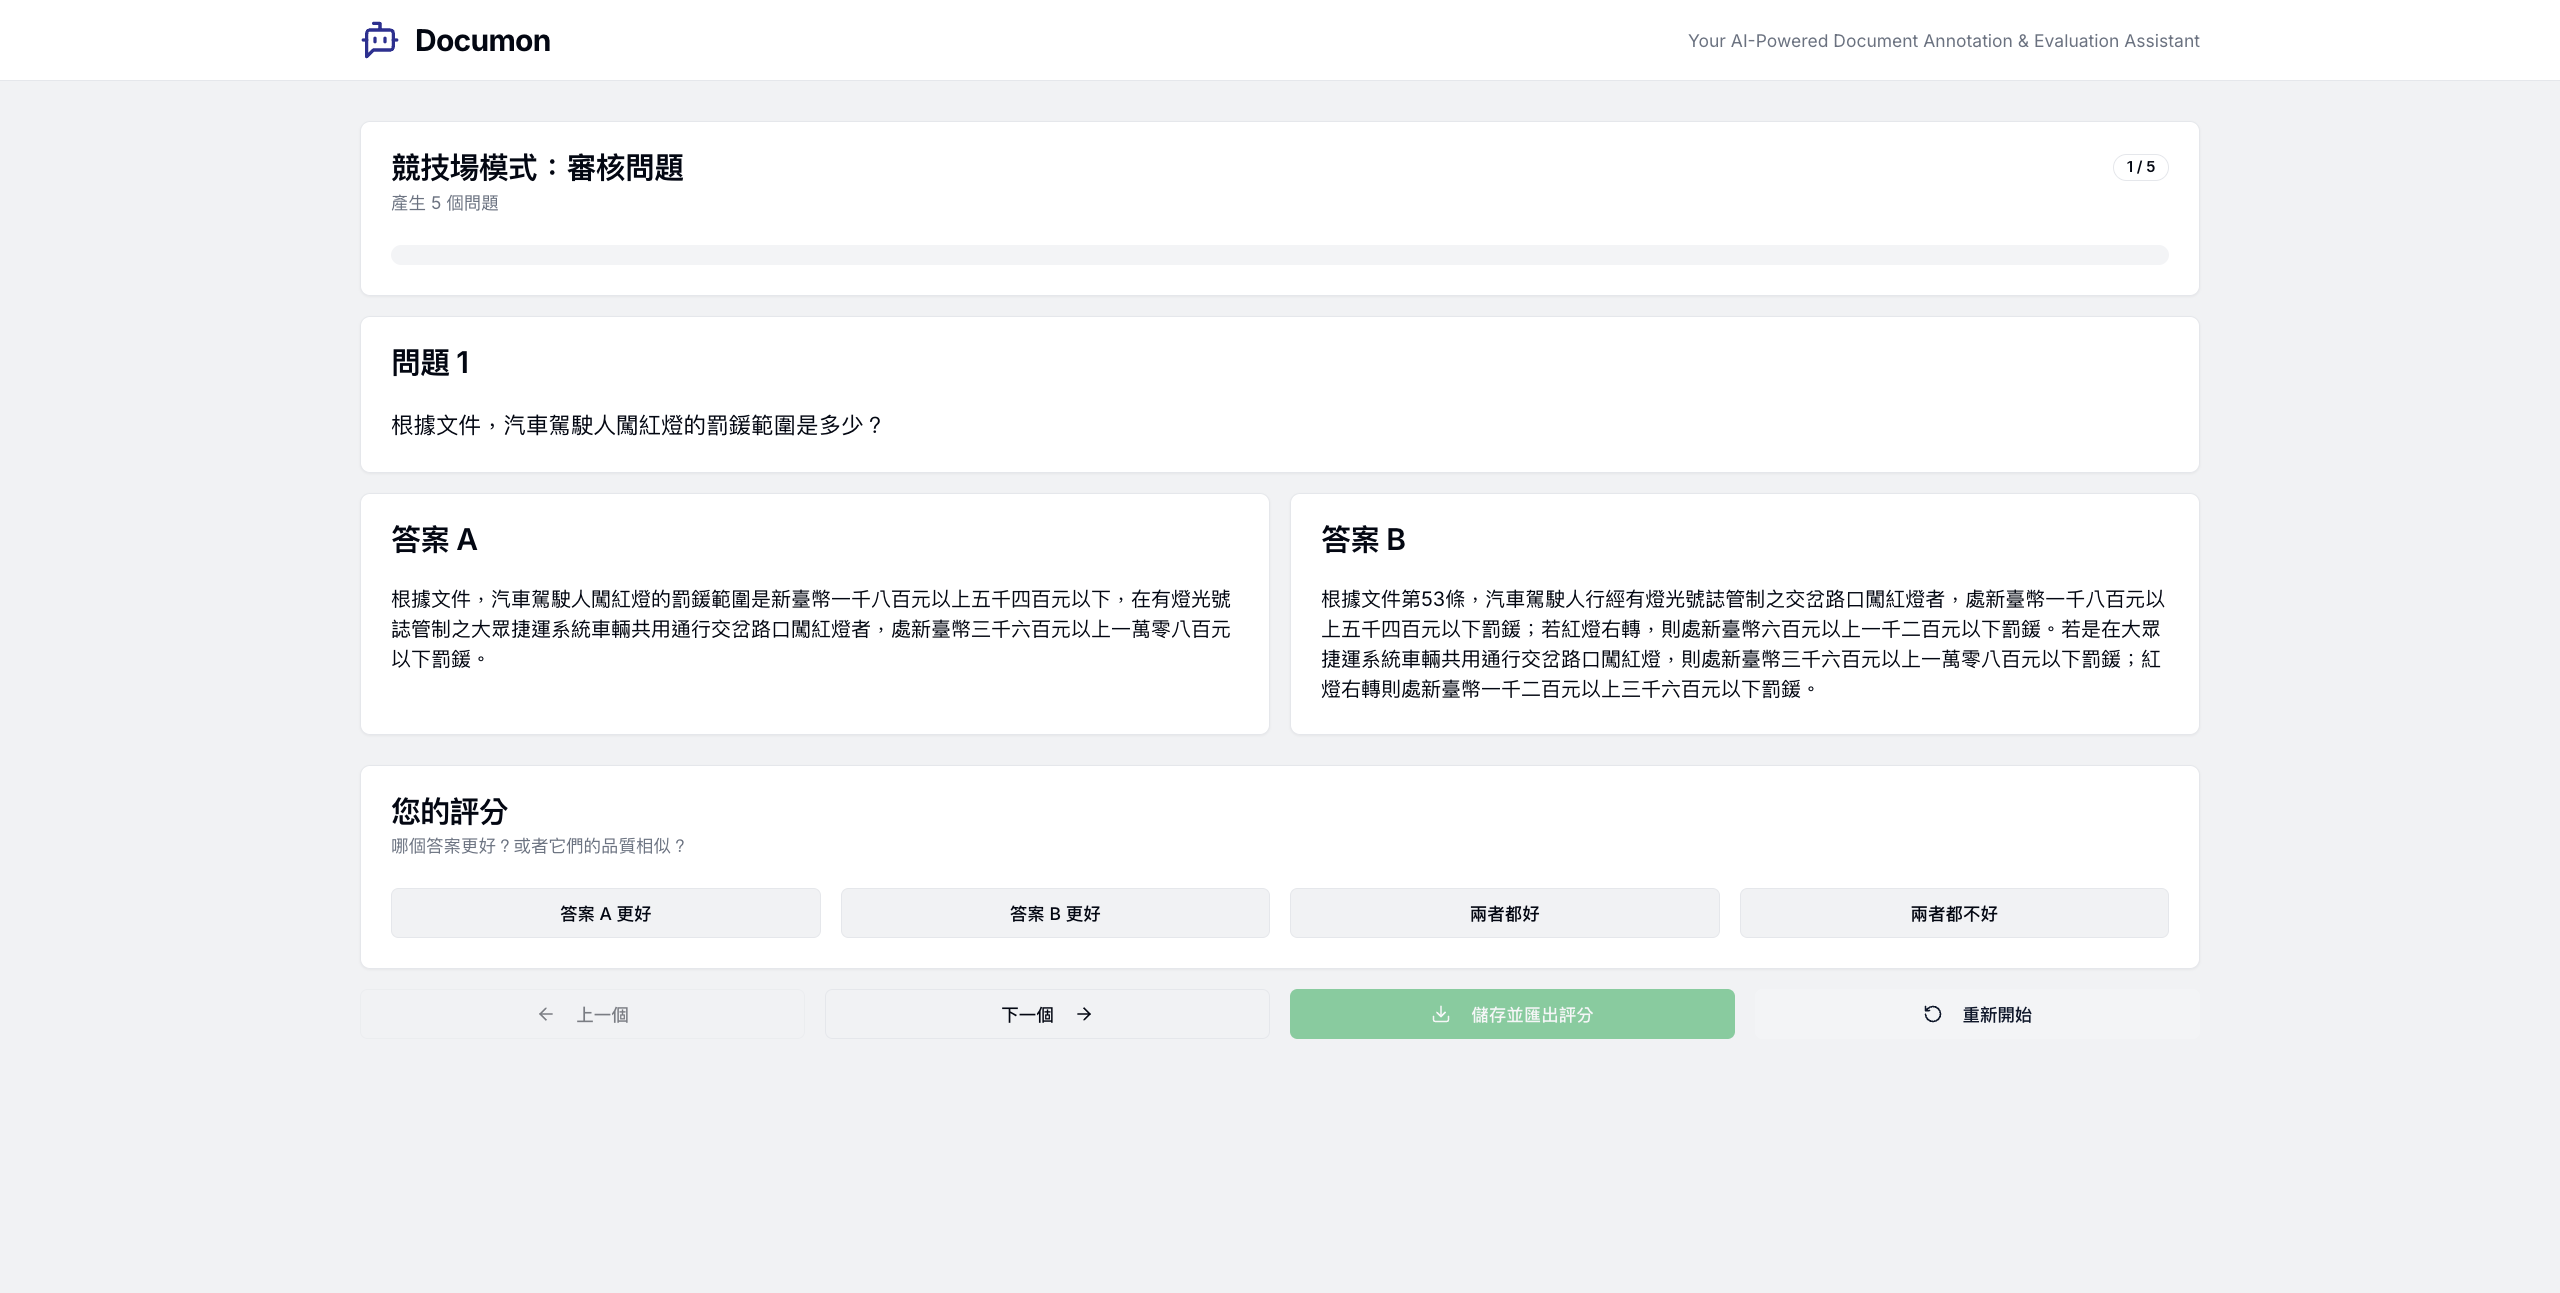 Documon
Your AI-Powered Document Annotation & Evaluation Assistant
競技場模式：審核問題
1 / 5
產生 5 個問題
問題 1
根據文件，汽車駕駛人闖紅燈的罰鍰範圍是多少？
答案 A
根據文件，汽車駕駛人闖紅燈的罰鍰範圍是新臺幣一千八百元以上五千四百元以下，在有燈光號
誌管制之大眾捷運系統車輛共用通行交岔路口闖紅燈者，處新臺幣三千六百元以上一萬零八百元
以下罰鍰。
答案 B
根據文件第53條，汽車駕駛人行經有燈光號誌管制之交岔路口闖紅燈者，處新臺幣一千八百元以
上五千四百元以下罰鍰；若紅燈右轉，則處新臺幣六百元以上一千二百元以下罰鍰。若是在大眾
捷運系統車輛共用通行交岔路口闖紅燈，則處新臺幣三千六百元以上一萬零八百元以下罰鍰；紅
燈右轉則處新臺幣一千二百元以上三千六百元以下罰鍰。
您的評分
哪個答案更好？或者它們的品質相似？
答案 A 更好
答案 B 更好
兩者都好
兩者都不好
上一個
下一個
儲存並匯出評分
重新開始